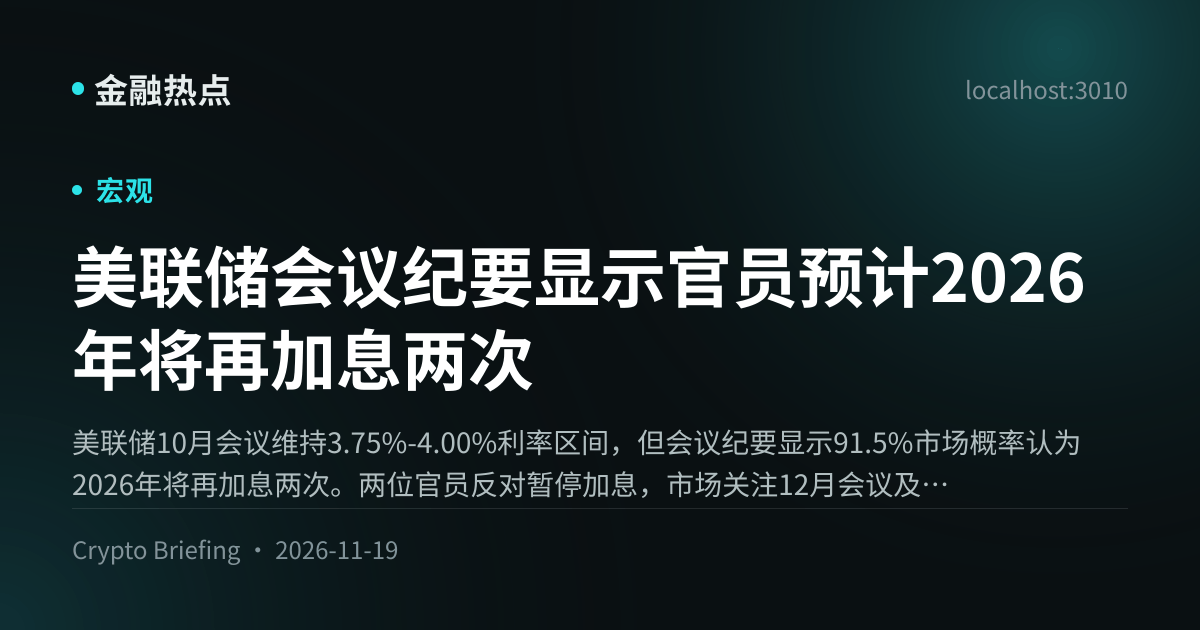 金融热点
localhost:3010
宏观
美联储会议纪要显示官员预计2026
年将再加息两次
美联储10月会议维持3.75%-4.00%利率区间，但会议纪要显示91.5%市场概率认为
2026年将再加息两次。两位官员反对暂停加息，市场关注12月会议及…
Crypto Briefing · 2026-11-19